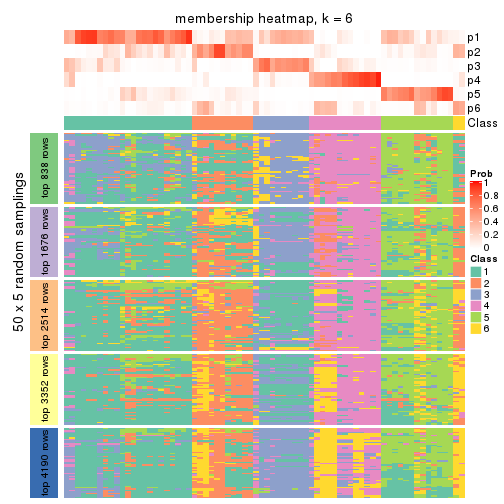 membership heatmap, k = 6
p1
p2
p3
p4
p5
p6
Class
50 x 5 random samplings
top 838 rows
top 1676 rows
top 2514 rows
top 3352 rows
top 4190 rows
Prob
0.8
0.6
0.4
0.2
0
Class
1
2
3
4
5
6